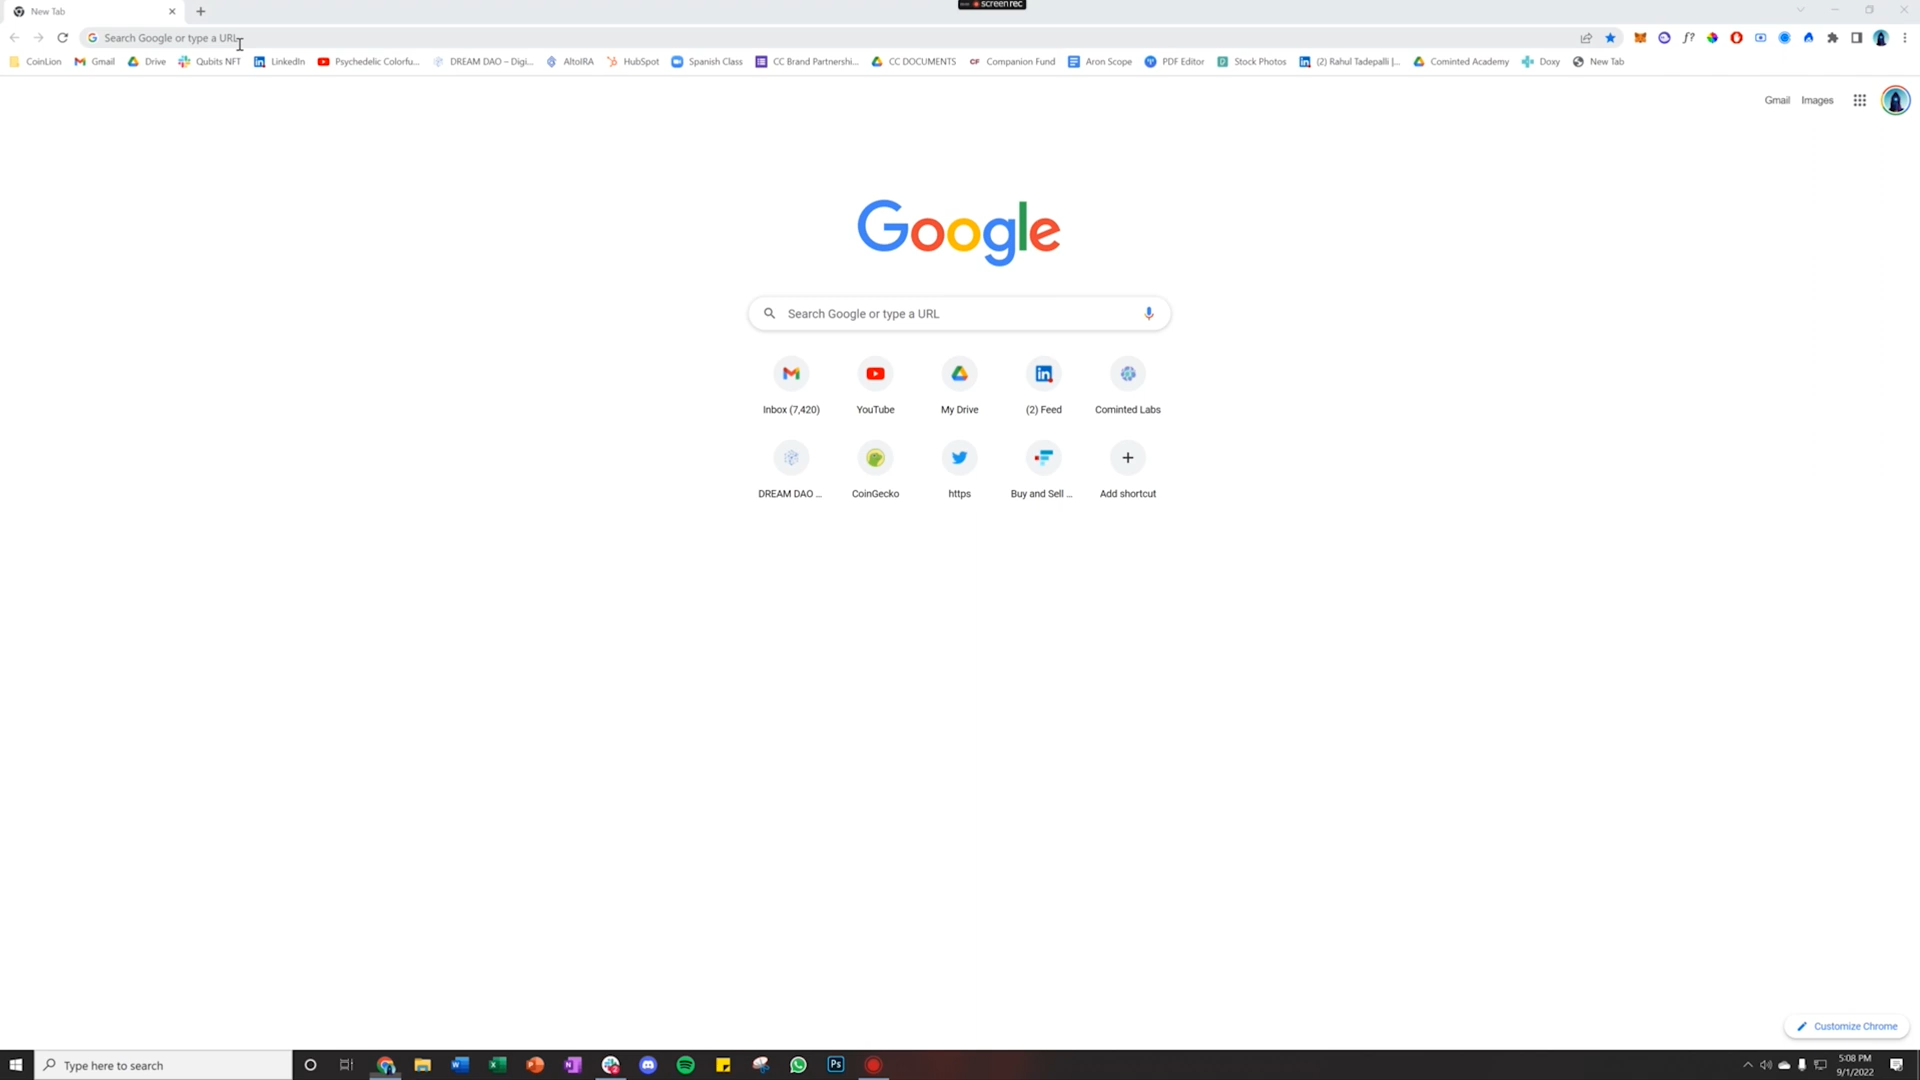 screenrec
New Tab
Search Google or type a URL
CoinLion Gmail Drive Qubits NFT LinkedIn Psychedelic Colorfu... DREAM DAO – Digi... AltoIRA HubSpot Spanish Class CC Brand Partnershi... CC DOCUMENTS Companion Fund Aron Scope PDF Editor Stock Photos (2) Rahul Tadepalli |... Cominted Academy Doxy New Tab
Gmail Images
Google
Search Google or type a URL
Inbox (7,420) YouTube My Drive (2) Feed Cominted Labs
DREAM DAO ... CoinGecko https Buy and Sell ... Add shortcut
Customize Chrome
Type here to search
5:08 PM
9/1/2022